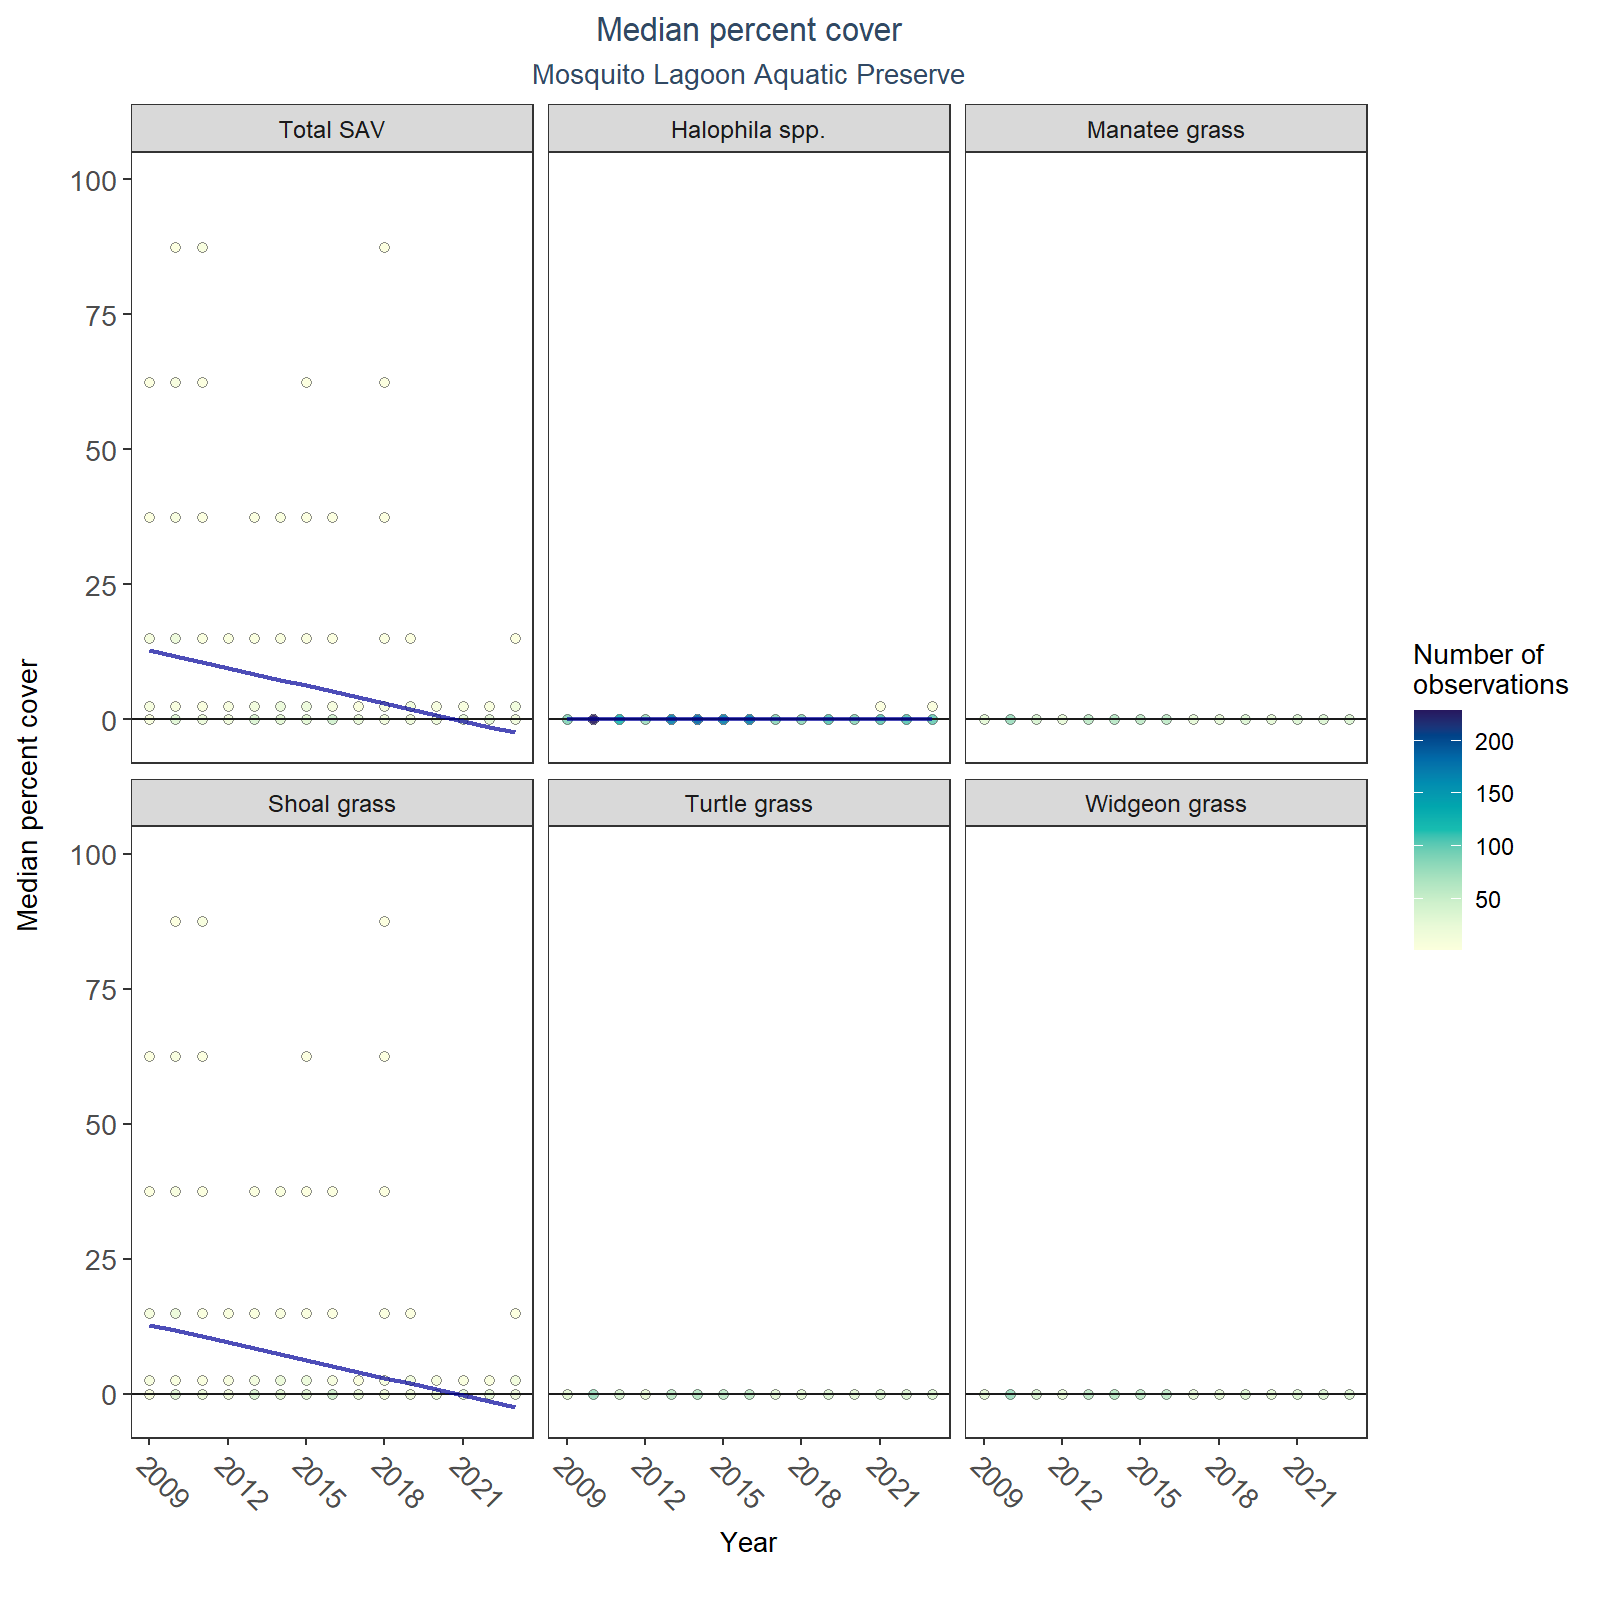 Median percent cover
Mosquito Lagoon Aquatic Preserve
Total SAV
Halophila spp.
Manatee grass
100
75
50
25
0
Shoal grass
Turtle grass
Widgeon grass
100
75
50
25
0
2009
2012
2015
2018
2021
2009
2012
2015
2018
2021
2009
2012
2015
2018
2021
Year
Median percent cover
Number of
observations
200
150
100
50